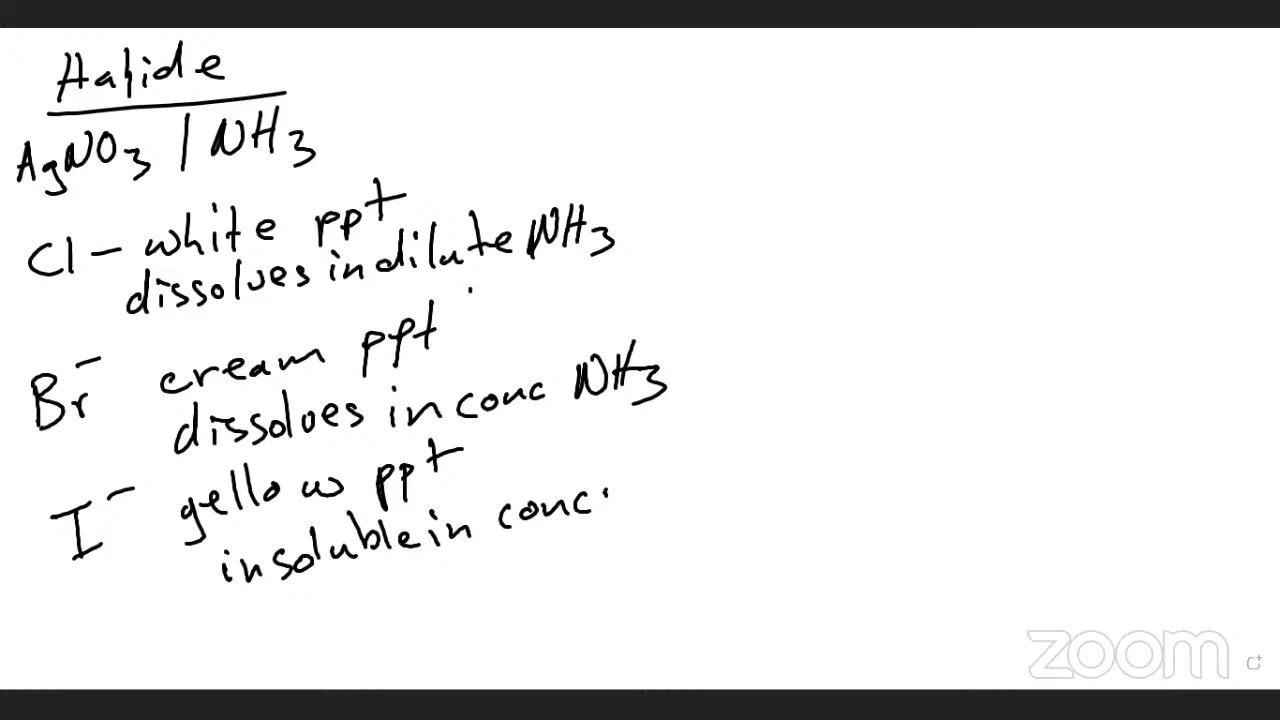 Halide
AgNO3 | NH3
Cl - white ppt
dissolves in dilute NH3
Br⁻ cream ppt
dissolves in conc NH3
I⁻ yellow ppt
insoluble in conc.
zoom